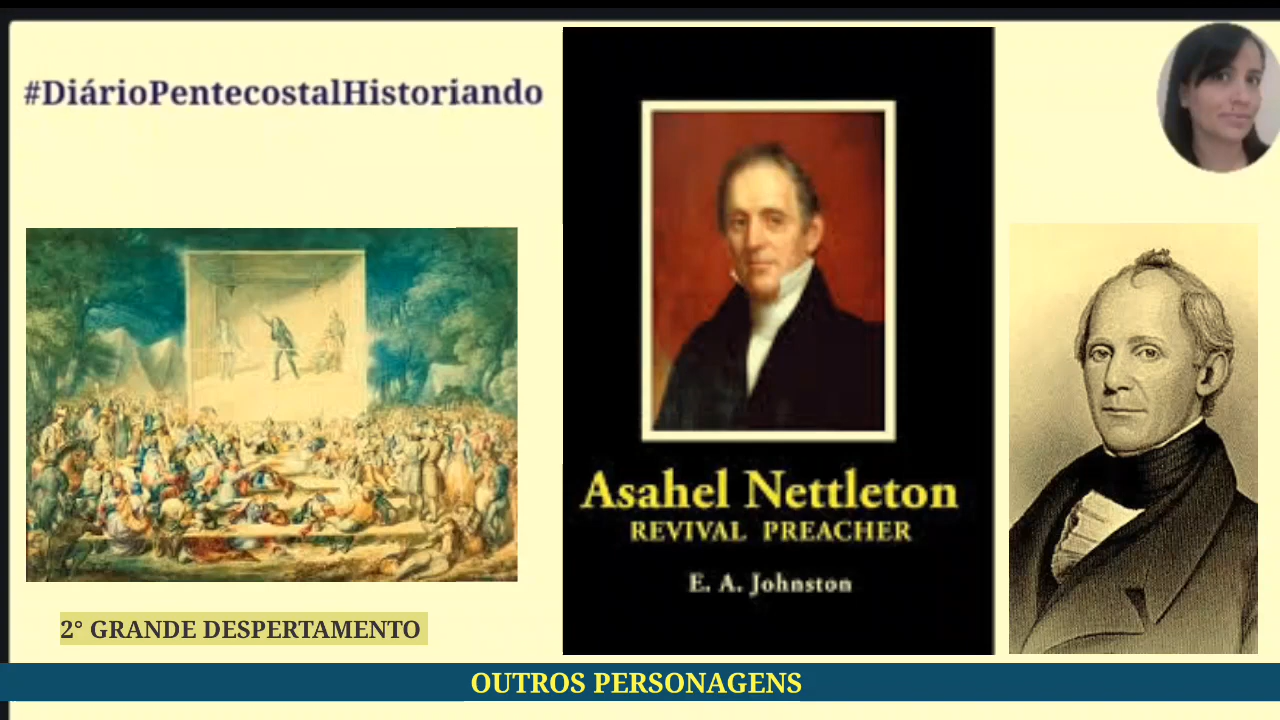 #DiárioPentecostalHistoriando
Asahel Nettleton
REVIVAL PREACHER
E. A. Johnston
2° GRANDE DESPERTAMENTO
OUTROS PERSONAGENS